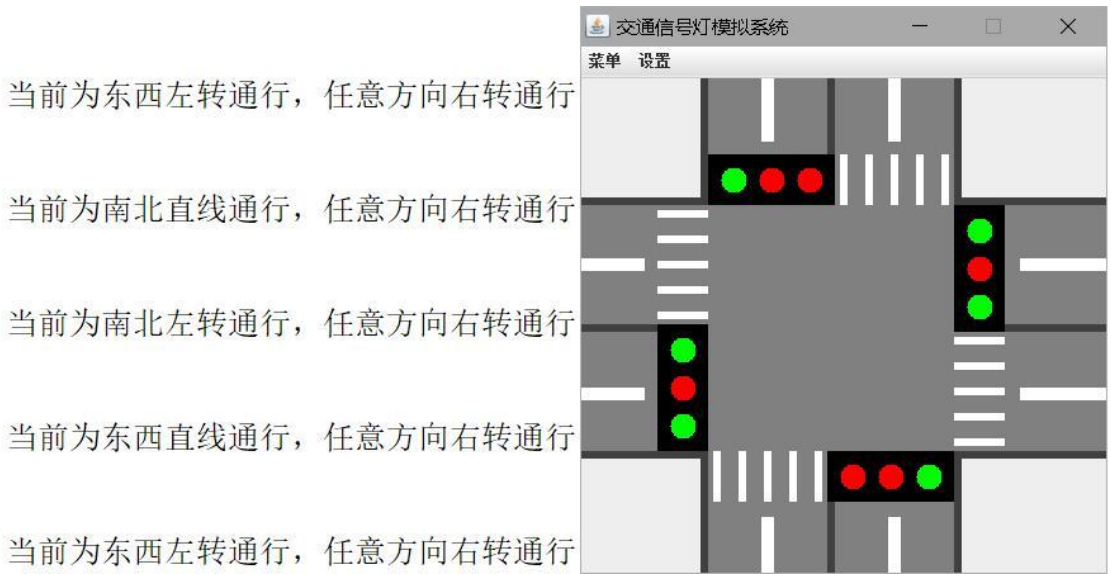 当前为东西左转通行，任意方向右转通行
当前为南北直线通行，任意方向右转通行
当前为南北左转通行，任意方向右转通行
当前为东西直线通行，任意方向右转通行
当前为东西左转通行，任意方向右转通行
交通信号灯模拟系统
菜单 设置